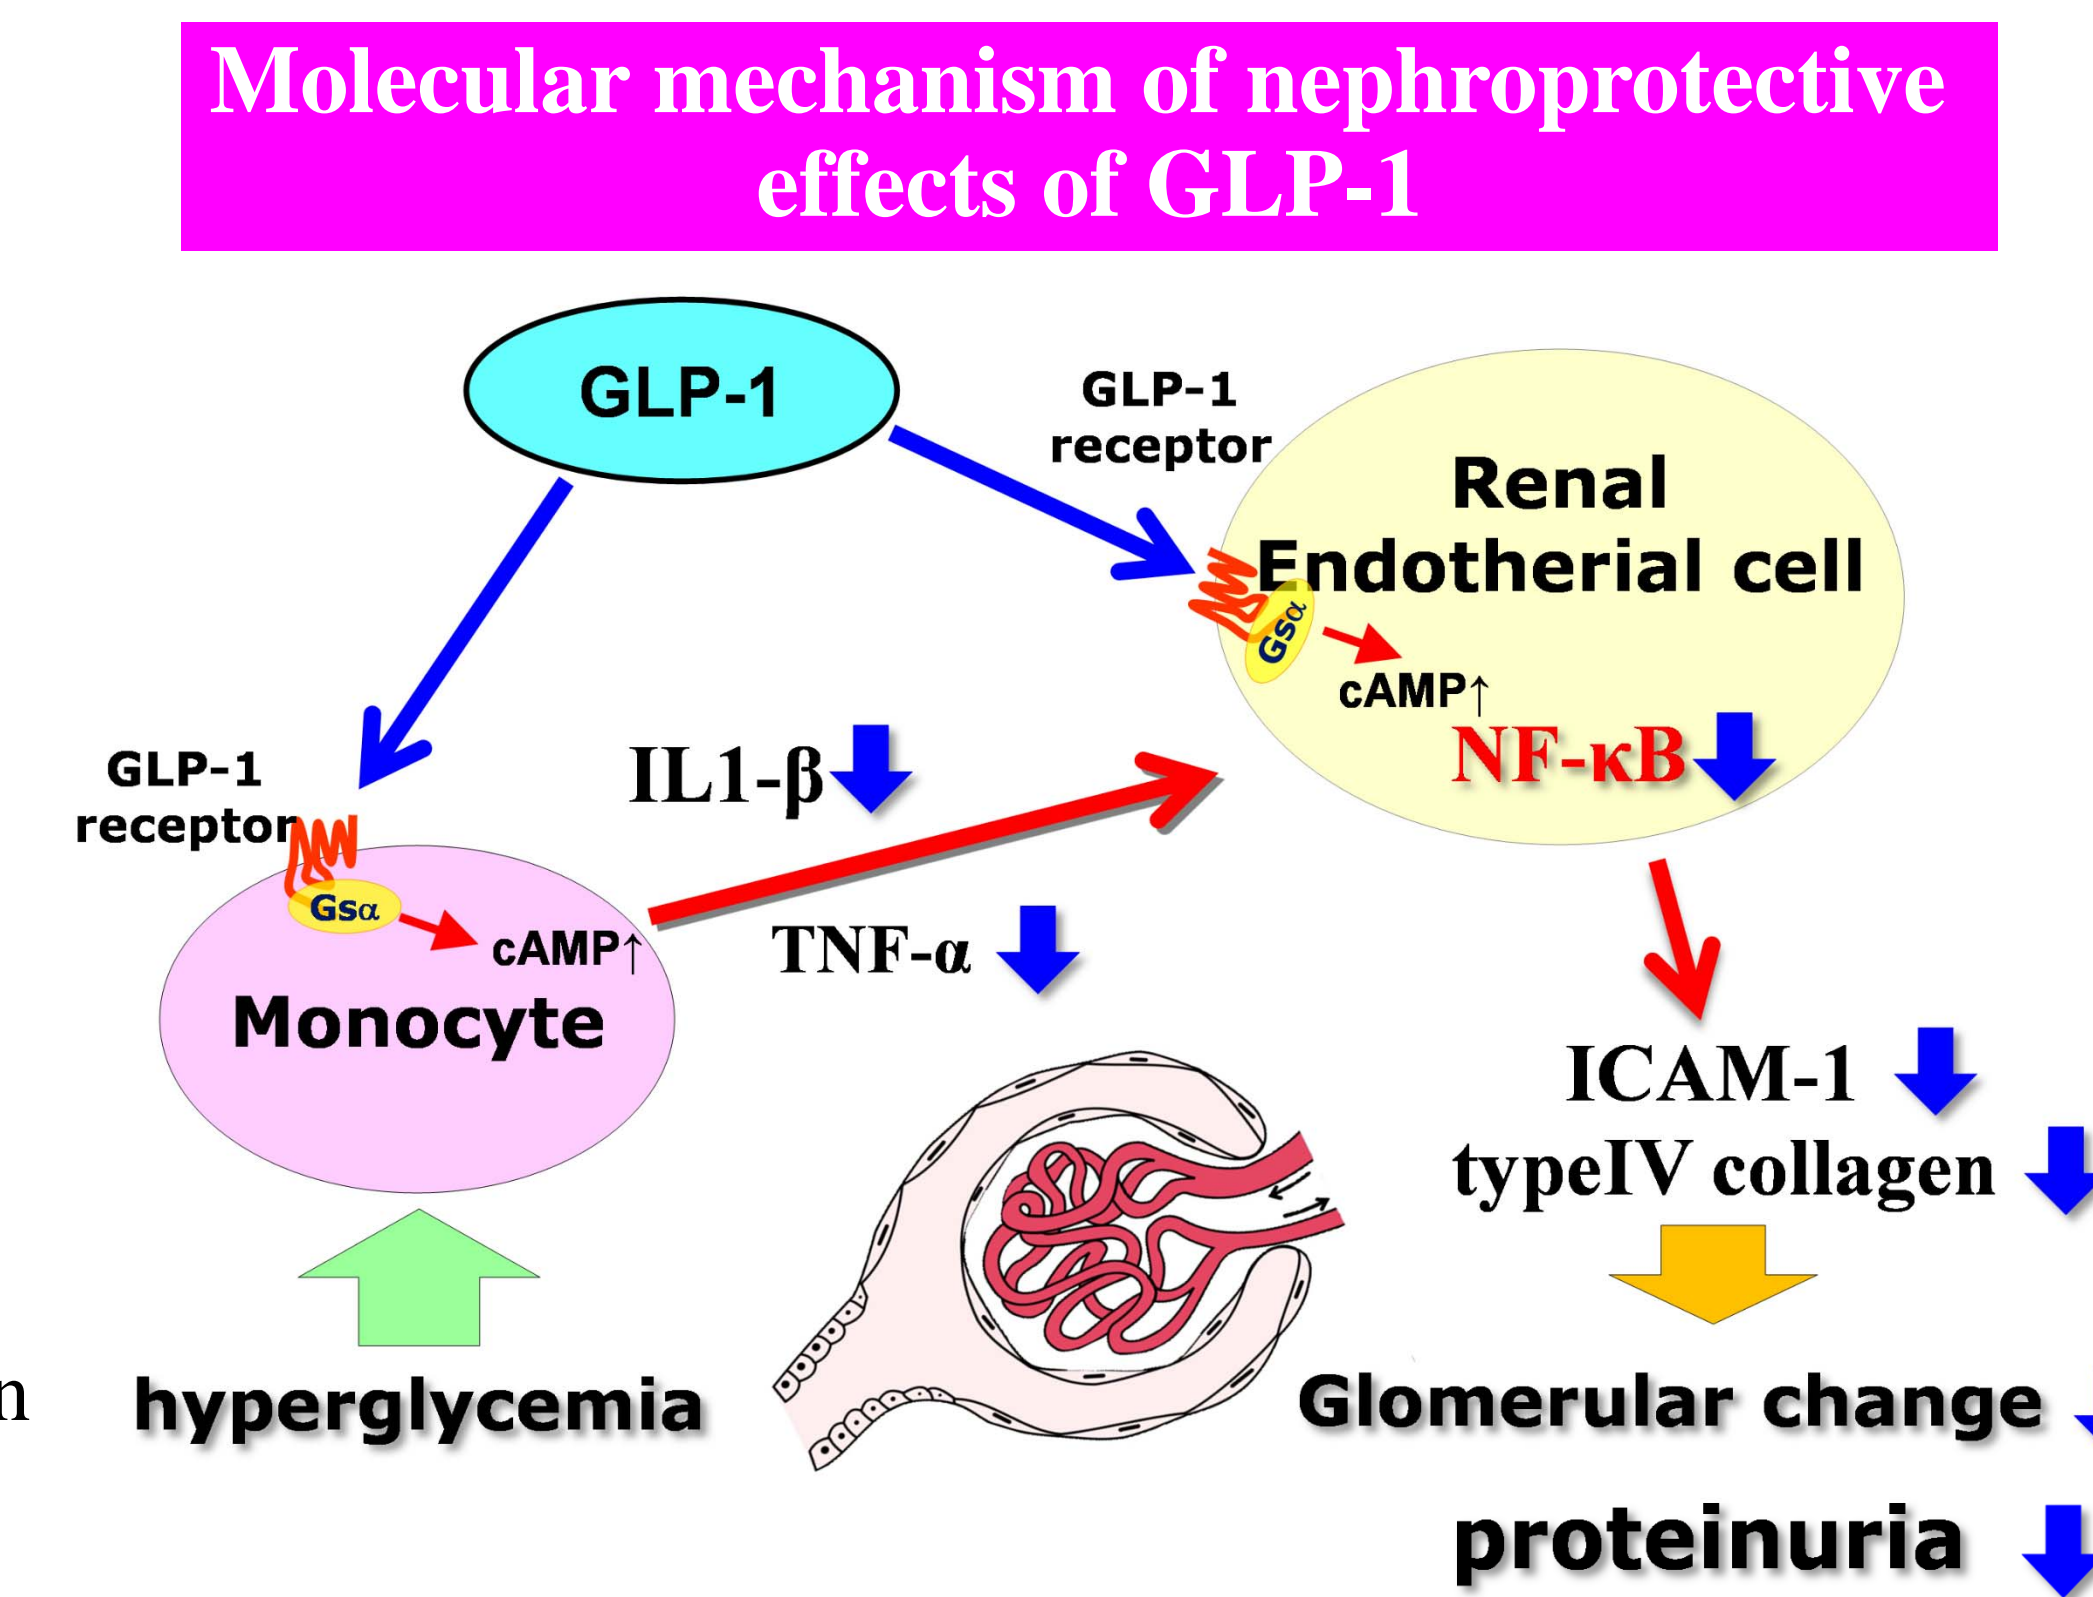 Molecular mechanism of nephroprotective
effects of GLP-1
GLP-1
GLP-1
receptor
Renal
Endotherial cell
Gsα
cAMP↑
NF-κB
IL1-β
TNF-α
GLP-1
receptor
Gsα
cAMP↑
Monocyte
ICAM-1
typeIV collagen
n
hyperglycemia
Glomerular change
proteinuria